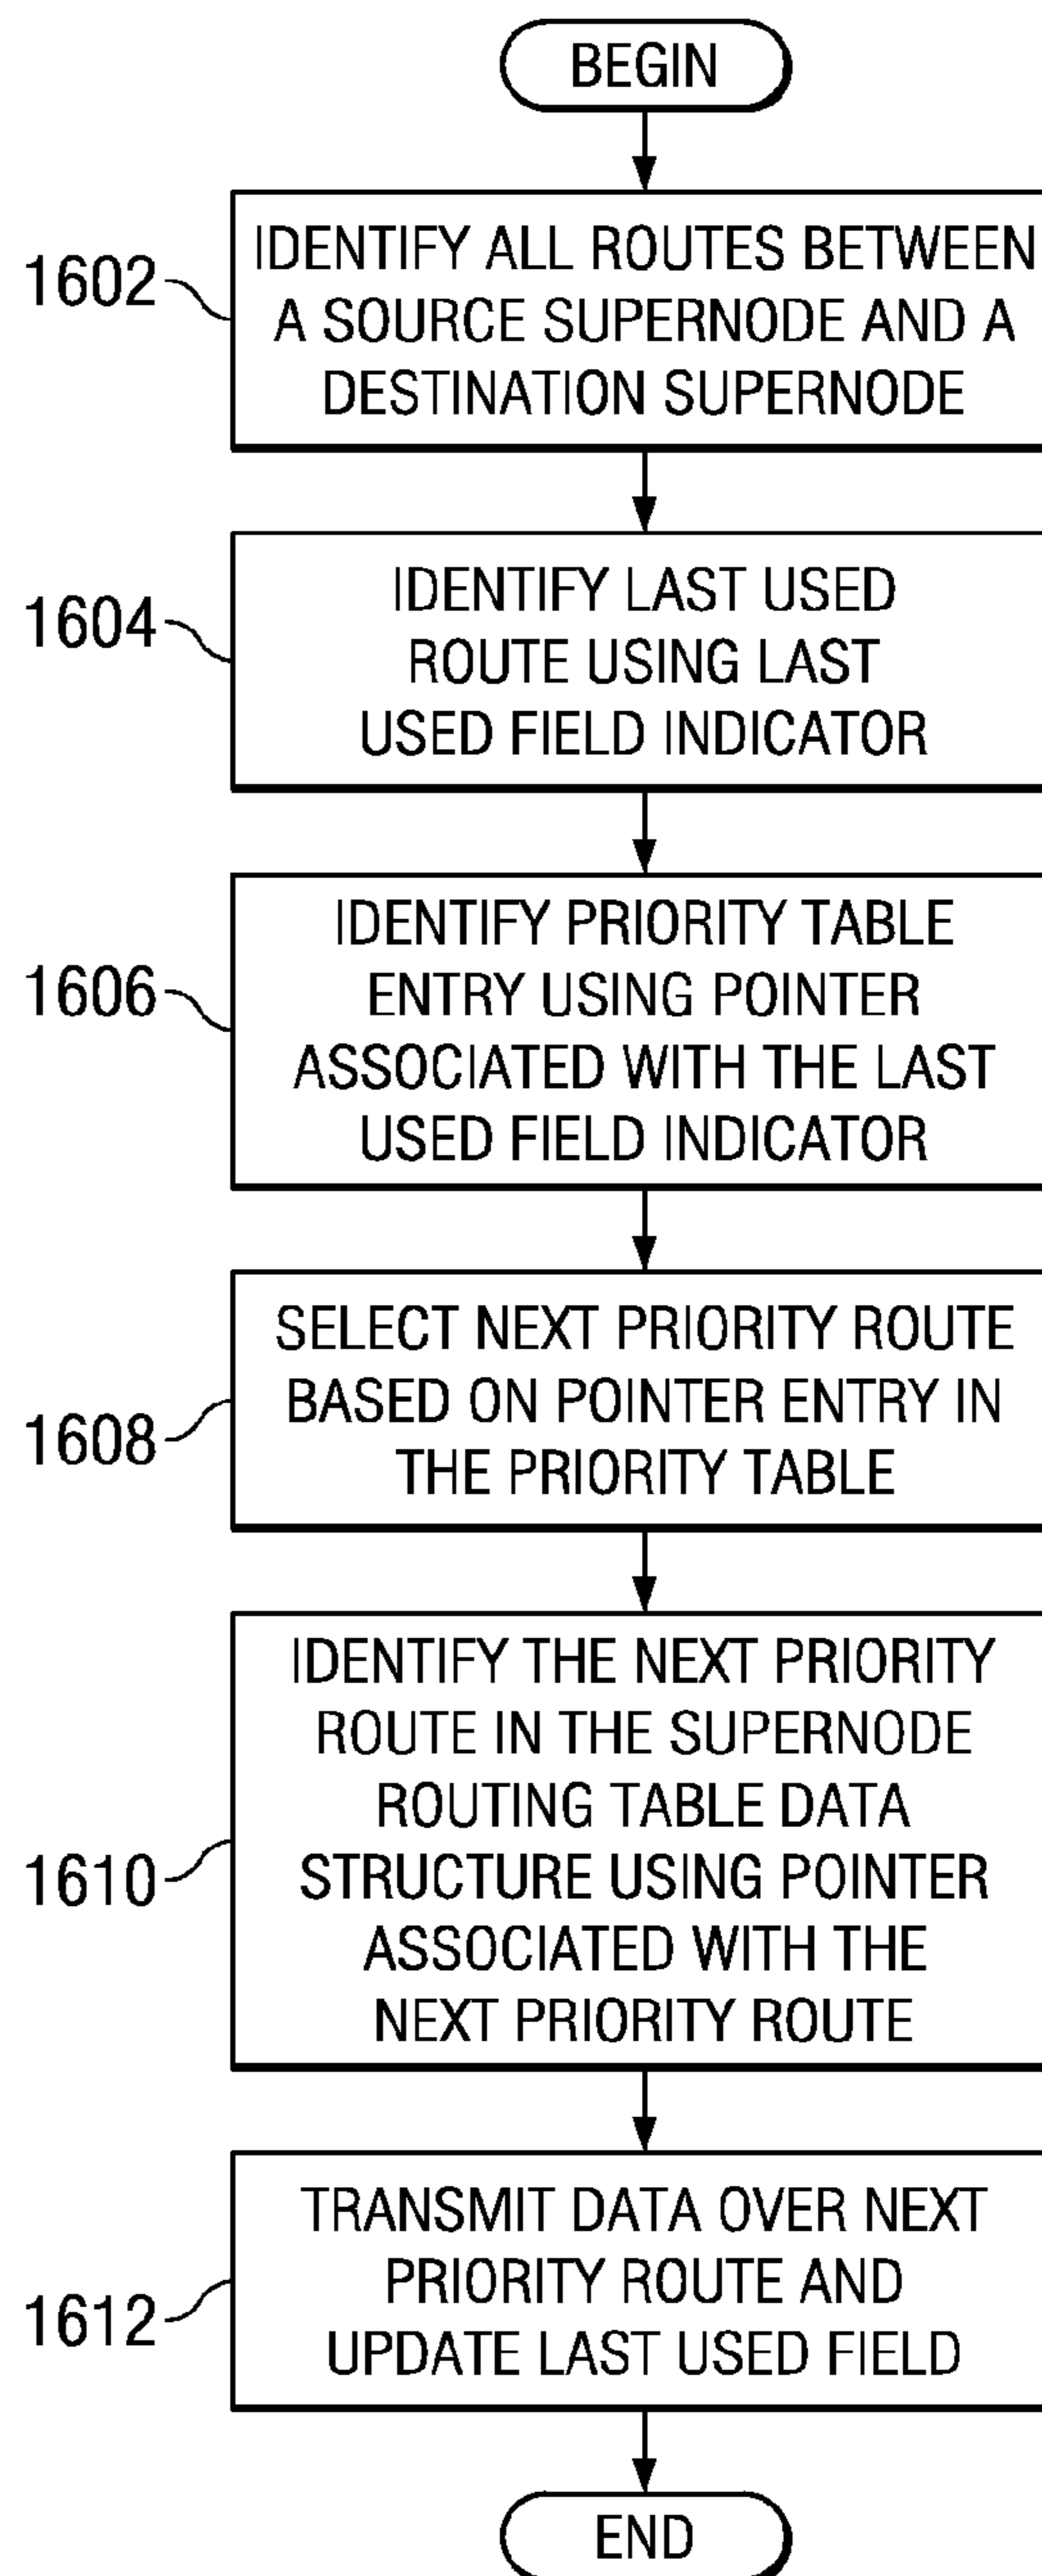 BEGIN
1602
IDENTIFY ALL ROUTES BETWEEN
A SOURCE SUPERNODE AND A
DESTINATION SUPERNODE
1604
IDENTIFY LAST USED
ROUTE USING LAST
USED FIELD INDICATOR
1606
IDENTIFY PRIORITY TABLE
ENTRY USING POINTER
ASSOCIATED WITH THE LAST
USED FIELD INDICATOR
1608
SELECT NEXT PRIORITY ROUTE
BASED ON POINTER ENTRY IN
THE PRIORITY TABLE
1610
IDENTIFY THE NEXT PRIORITY
ROUTE IN THE SUPERNODE
ROUTING TABLE DATA
STRUCTURE USING POINTER
ASSOCIATED WITH THE
NEXT PRIORITY ROUTE
1612
TRANSMIT DATA OVER NEXT
PRIORITY ROUTE AND
UPDATE LAST USED FIELD
END